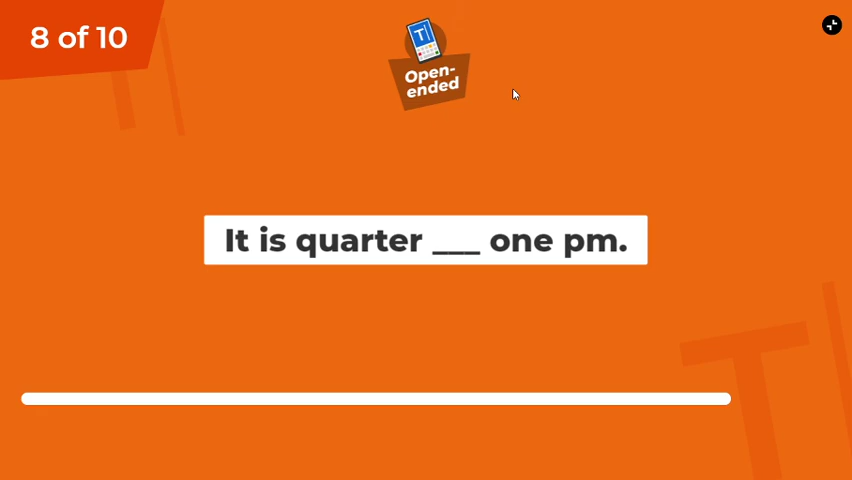 8 of 10
T|
Open-
ended
It is quarter ___ one pm.